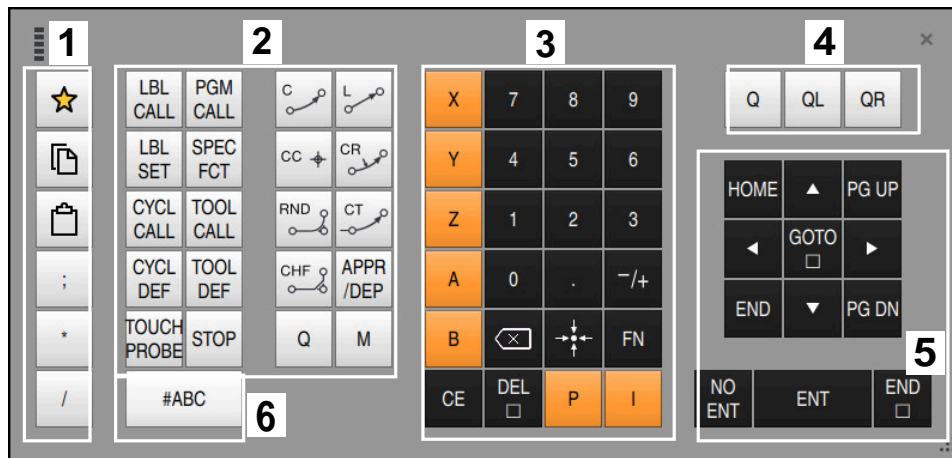 1 2 3 4 ×
LBL CALL PGM CALL C L X 7 8 9 Q QL QR
LBL SET SPEC FCT CC CR Y 4 5 6
HOME PG UP
CYCL CALL TOOL CALL RND CT Z 1 2 3
GOTO
; CYCL DEF TOOL DEF CHF APPR /DEP A 0 . −/+
END PG DN
* TOUCH PROBE STOP Q M B FN
5
/ #ABC 6 CE DEL P I NO ENT ENT END